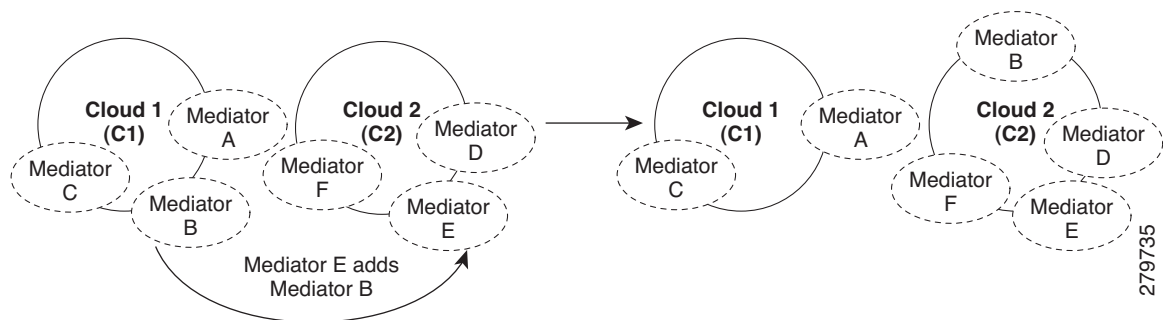 Cloud 1
(C1)
Mediator
A
Mediator
C
Mediator
B
Cloud 2
(C2)
Mediator
D
Mediator
F
Mediator
E
Mediator E adds
Mediator B
Cloud 1
(C1)
Mediator
A
Mediator
C
Mediator
B
Cloud 2
(C2)
Mediator
D
Mediator
F
Mediator
E
279735